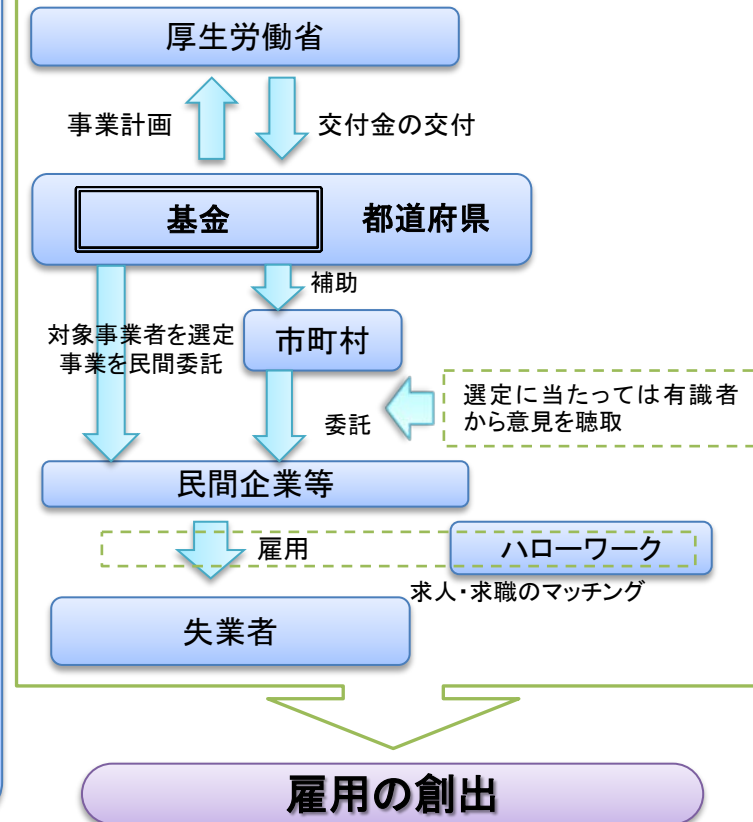 厚生労働省
事業計画
交付金の交付
基金
都道府県
補助
対象事業者を選定
事業を民間委託
市町村
選定に当たっては有識者
から意見を聴取
委託
民間企業等
雇用
ハローワーク
求人・求職のマッチング
失業者
雇用の創出